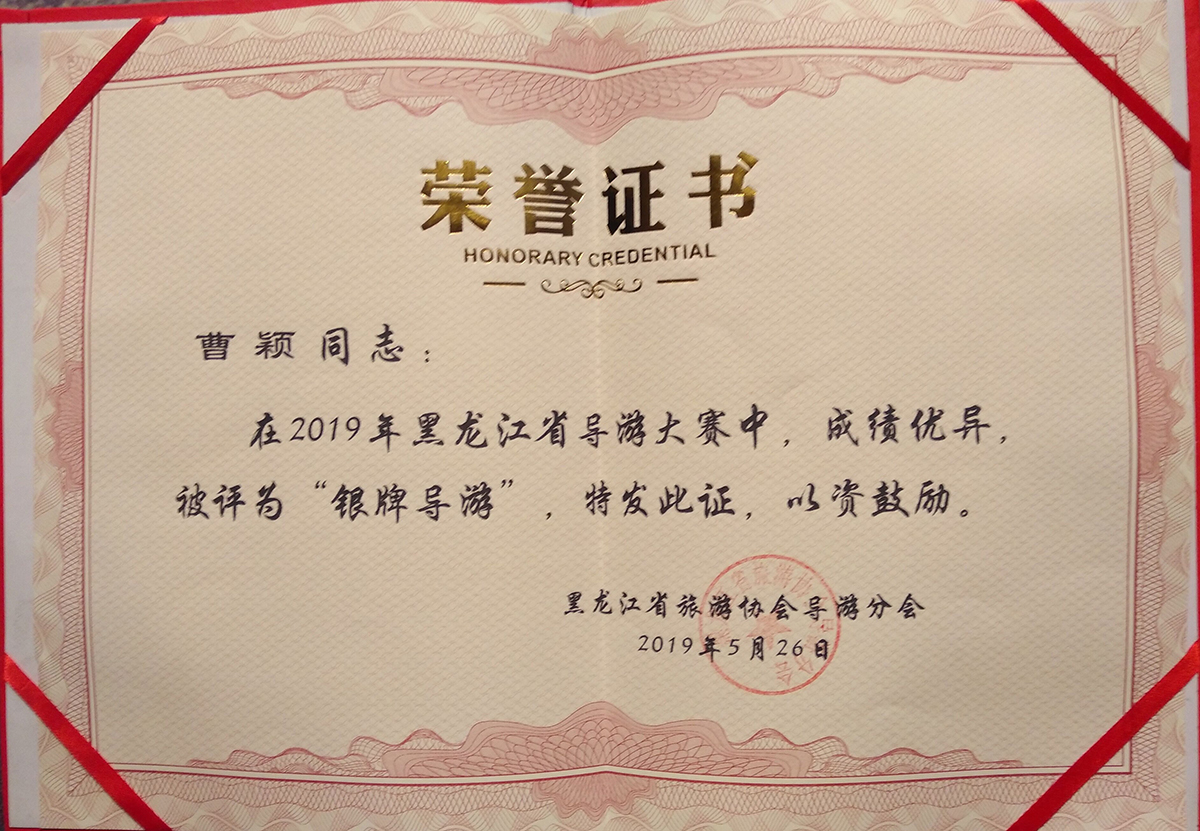 荣誉证书
HONORARY CREDENTIAL
曹颖 同志：
在2019年黑龙江省导游大赛中，成绩优异，
被评为“银牌导游”，特发此证，以资鼓励。
黑龙江省旅游协会导游分会
2019年5月26日